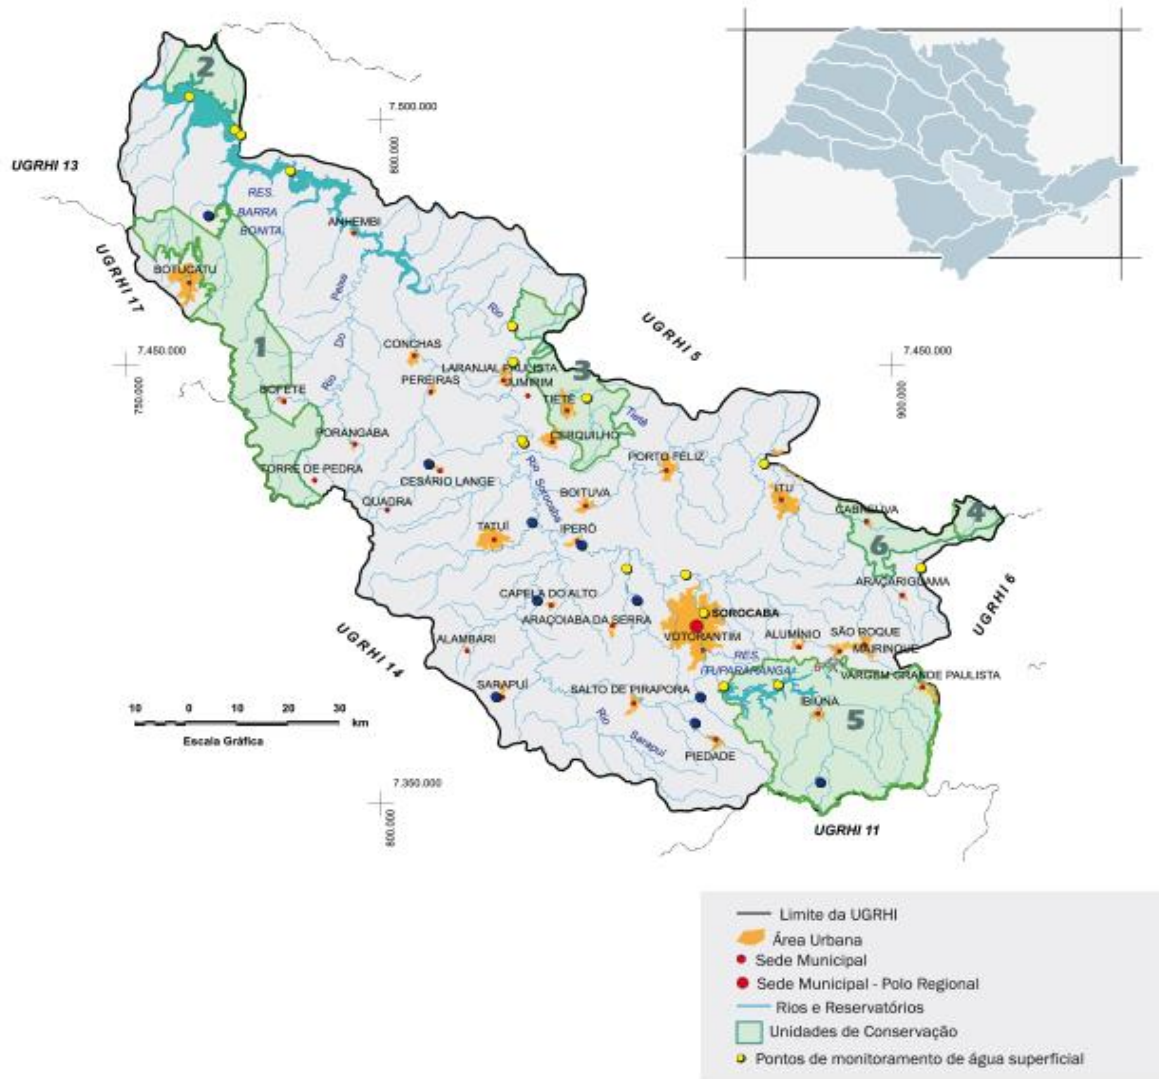 2
7.500.000
800.000
UGRHI 13
RES.
BARRA
BONITA
ANHEMBI
UGRHI 17
BOTUCATU
Peixe
Do
Rio
Rio
UGRHI 5
7.450.000
750.000
7.450.000
900.000
1
CONCHAS
LARANJAL PAULISTA
3
PEREIRAS
JUMIRIM
TIETÊ
Tietê
BOFETE
CERQUILHO
PORANGABA
PORTO FELIZ
TORRE DE PEDRA
CESÁRIO LANGE
Rio Sorocaba
ITU
QUADRA
BOITUVA
CABREÚVA
4
TATUÍ
IPERÓ
6
ARAÇARIGUAMA
UGRHI 6
CAPELA DO ALTO
ARAÇOIABA DA SERRA
SOROCABA
VOTORANTIM
ALUMÍNIO
SÃO ROQUE
MAIRINQUE
UGRHI 14
ALAMBARI
RES.
ITUPARARANGA
VARGEM GRANDE PAULISTA
SARAPUÍ
SALTO DE PIRAPORA
IBIÚNA
5
Rio
Sarapuí
PIEDADE
10 0 10 20 30 km
Escala Gráfica
7.350.000
800.000
UGRHI 11
Limite da UGRHI
Área Urbana
Sede Municipal
Sede Municipal - Polo Regional
Rios e Reservatórios
Unidades de Conservação
Pontos de monitoramento de água superficial